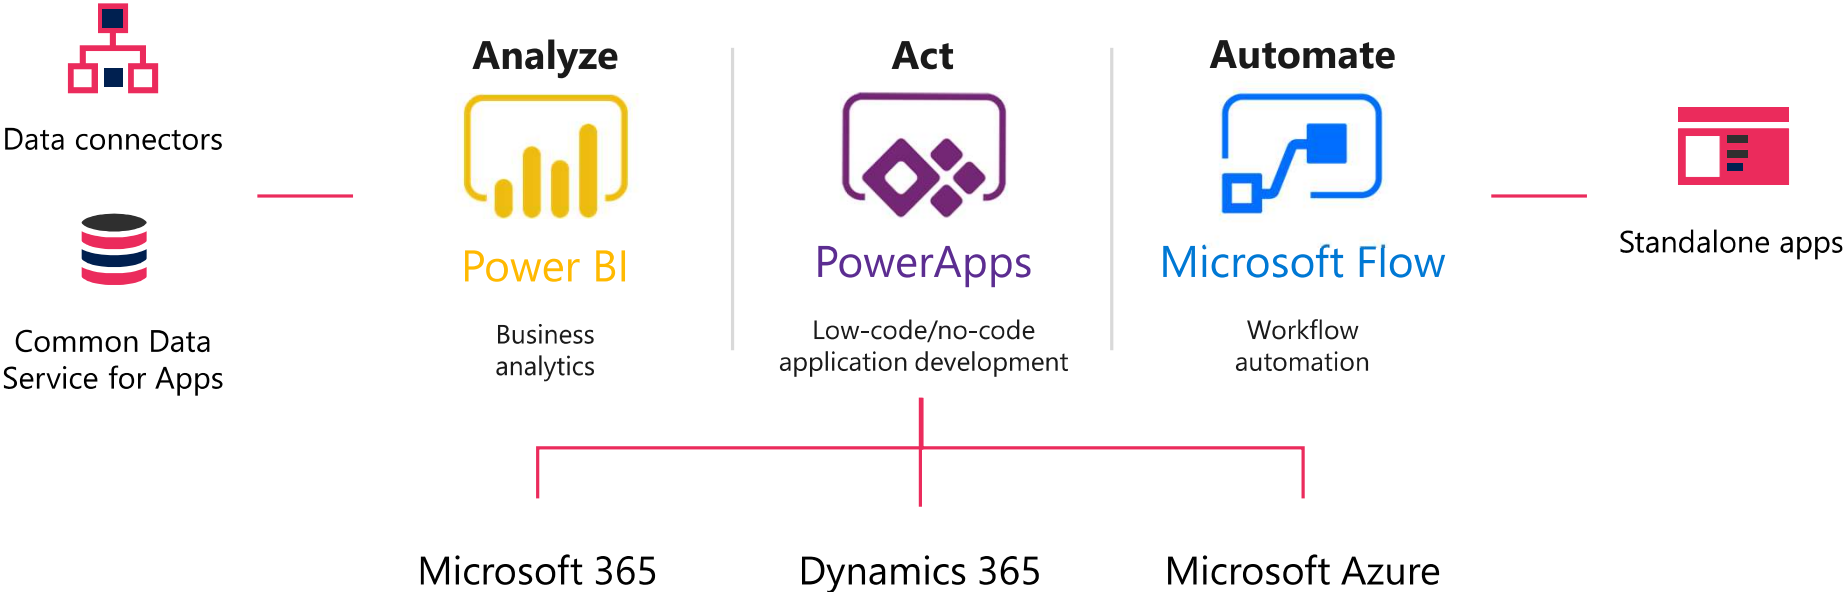 Data connectors
Common Data
Service for Apps
Analyze
Power BI
Business
analytics
Act
PowerApps
Low-code/no-code
application development
Automate
Microsoft Flow
Workflow
automation
Standalone apps
Microsoft 365
Dynamics 365
Microsoft Azure